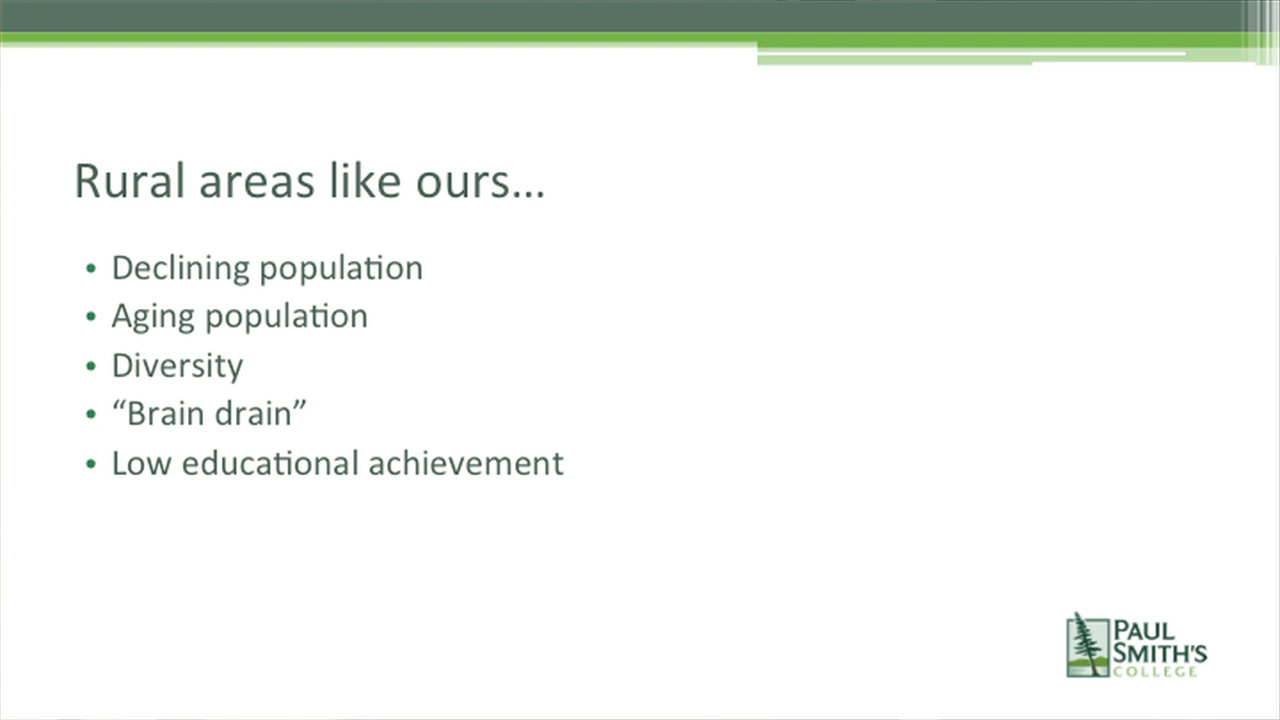 Rural areas like ours...
• Declining population
• Aging population
• Diversity
• “Brain drain”
• Low educational achievement
PAUL
SMITH'S
COLLEGE